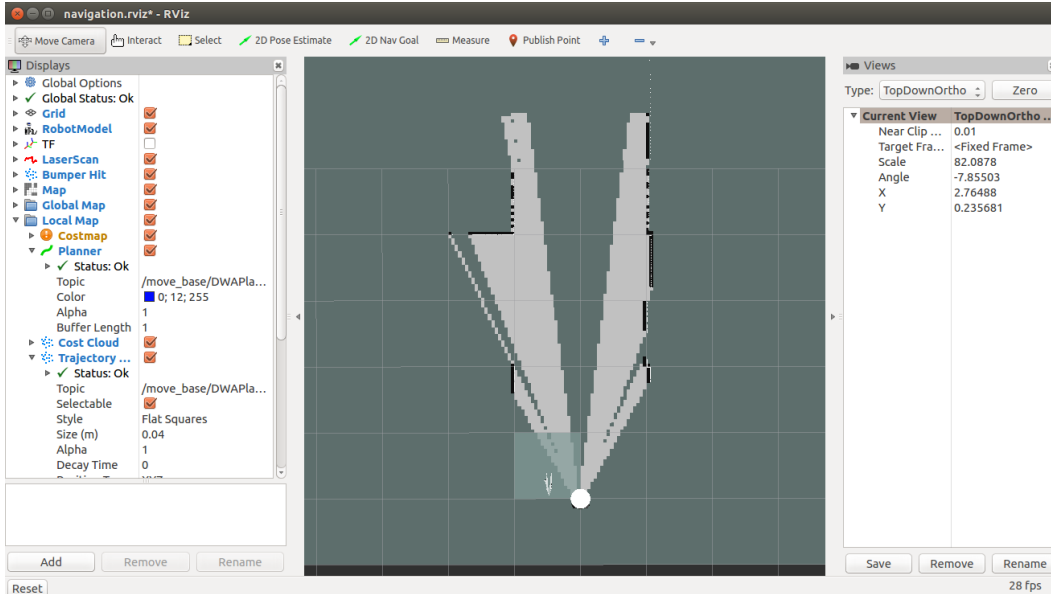 navigation.rviz* - RViz
Move Camera Interact Select 2D Pose Estimate 2D Nav Goal Measure Publish Point
Displays
Global Options
Global Status: Ok
Grid
RobotModel
TF
LaserScan
Bumper Hit
Map
Global Map
Local Map
Costmap
Planner
Status: Ok
Topic /move_base/DWAPla...
Color 0; 12; 255
Alpha 1
Buffer Length 1
Cost Cloud
Trajectory ...
Status: Ok
Topic /move_base/DWAPla...
Selectable
Style Flat Squares
Size (m) 0.04
Alpha 1
Decay Time 0
Add Remove Rename
Reset
Views
Type: TopDownOrtho Zero
Current View TopDownOrtho ...
Near Clip ... 0.01
Target Fra... <Fixed Frame>
Scale 82.0878
Angle -7.85503
X 2.76488
Y 0.235681
Save Remove Rename
28 fps